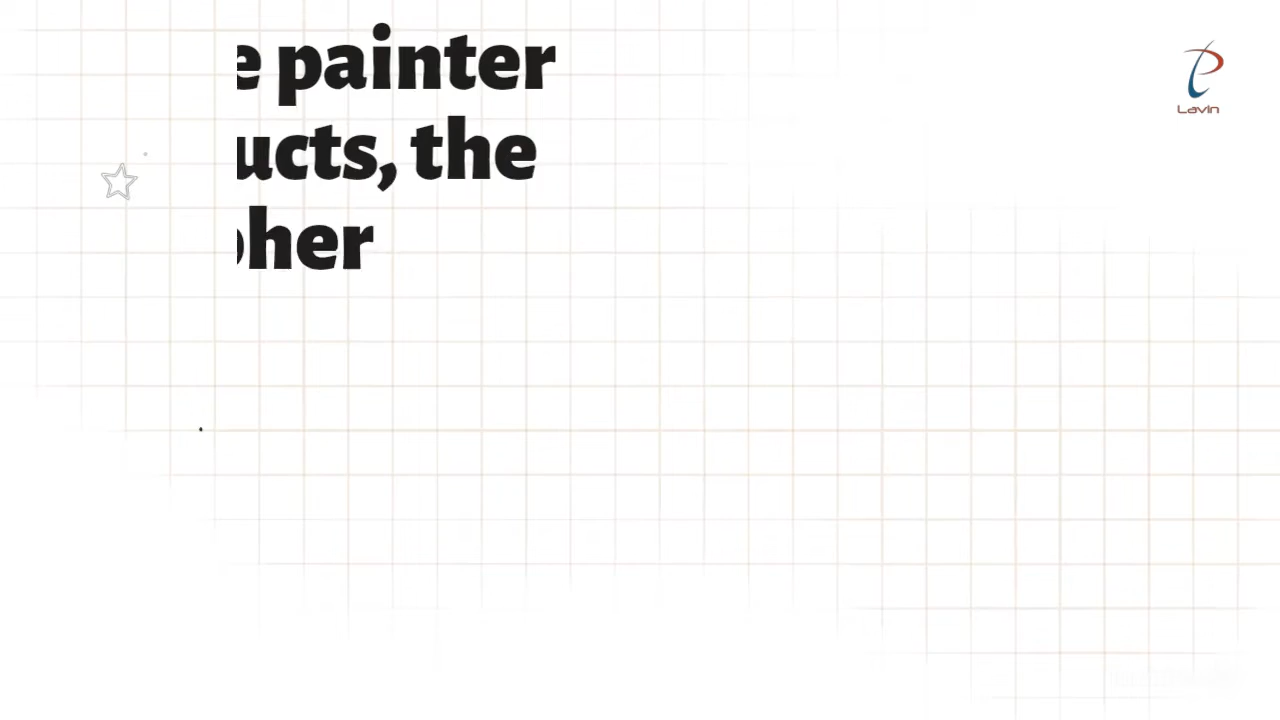 e painter
ucts, the
her
Lavin